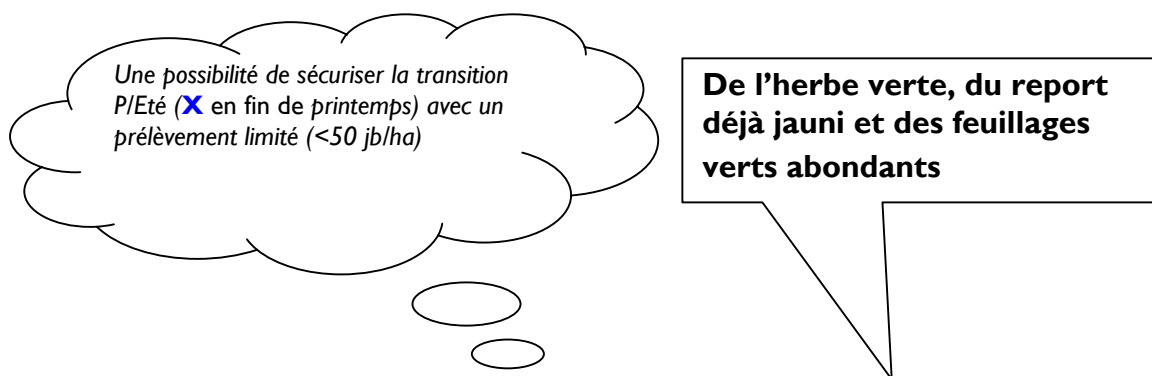 Une possibilité de sécuriser la transition
P/Eté (X en fin de printemps) avec un
prélèvement limité (<50 jb/ha)
De l’herbe verte, du report
déjà jauni et des feuillages
verts abondants